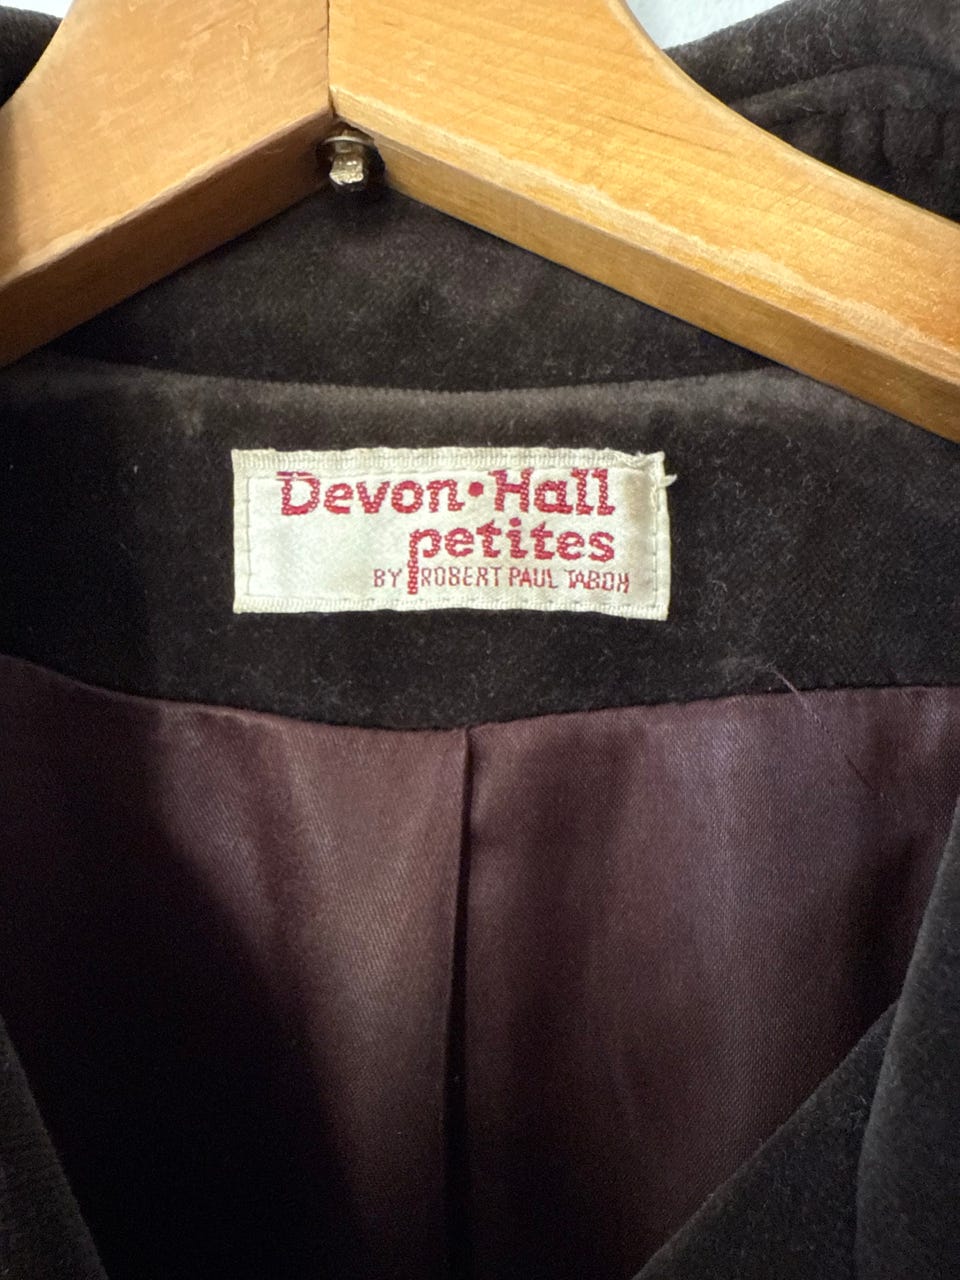 Devon•Hall
petites
BY ROBERT PAUL TABOH